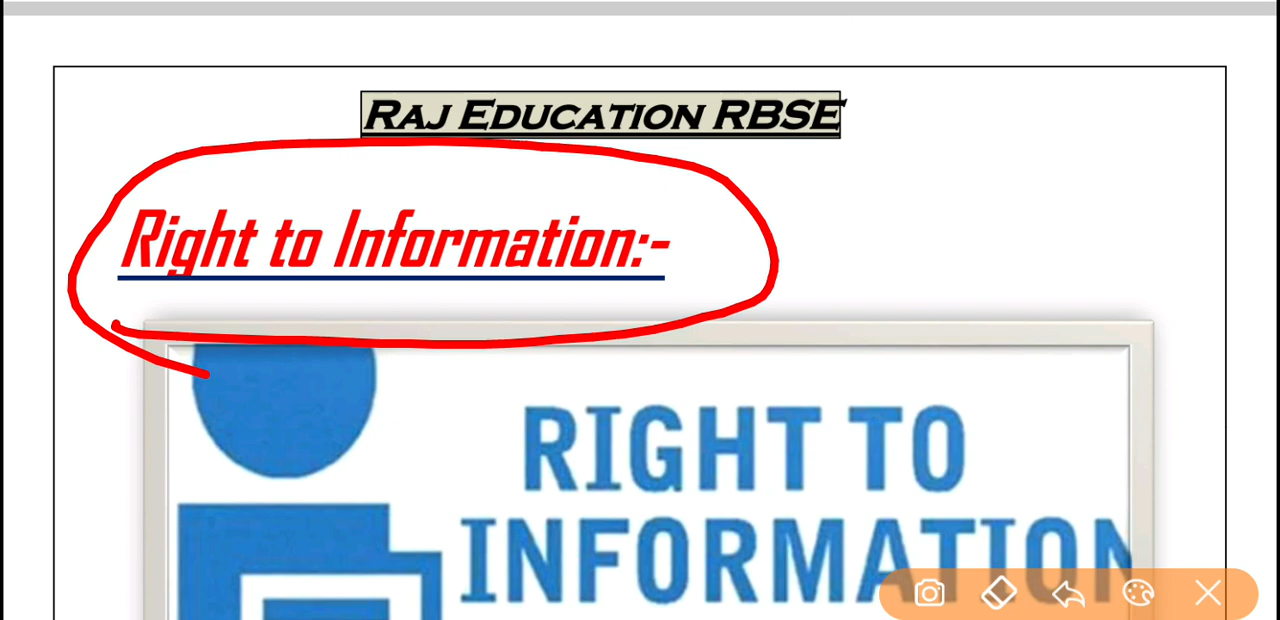 RAJ EDUCATION RBSE
Right to Information:-
RIGHT TO
INFORMATION